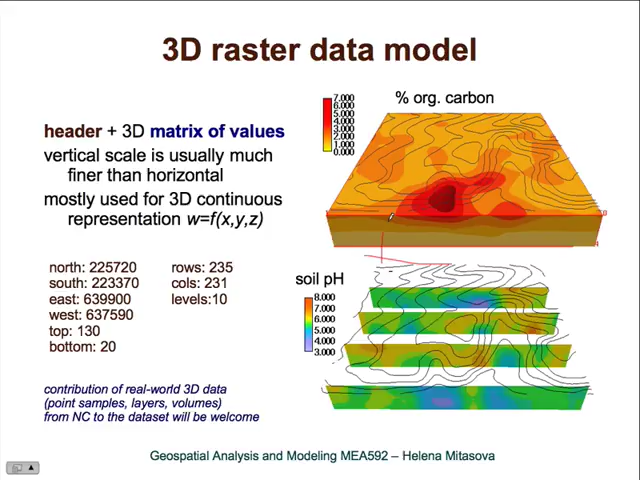 3D raster data model
header + 3D matrix of values
vertical scale is usually much
finer than horizontal
mostly used for 3D continuous
representation w=f(x,y,z)
north: 225720
south: 223370
east: 639900
west: 637590
top: 130
bottom: 20
rows: 235
cols: 231
levels:10
contribution of real-world 3D data
(point samples, layers, volumes)
from NC to the dataset will be welcome
% org. carbon
7.000
6.000
5.000
4.000
3.000
2.000
1.000
0.000
soil pH
8.000
7.000
6.000
5.000
4.000
3.000
Geospatial Analysis and Modeling MEA592 – Helena Mitasova